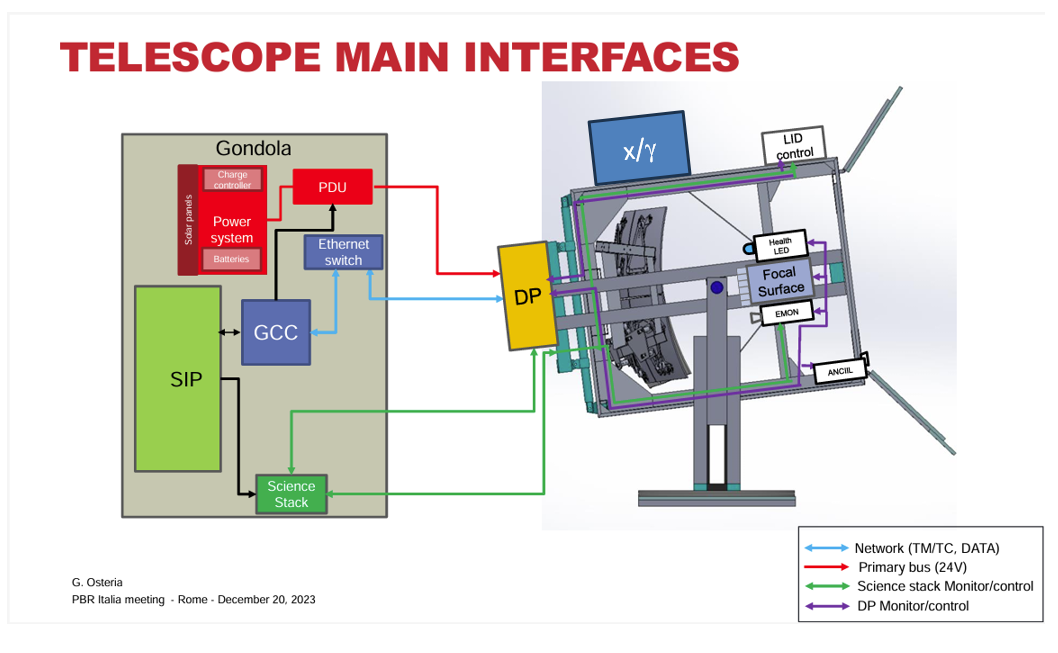 TELESCOPE MAIN INTERFACES
Gondola
Solar panels
Charge
controller
Power
system
Batteries
PDU
Ethernet
switch
GCC
SIP
Science
Stack
DP
x/γ
LID
control
Health
LED
Focal
Surface
EMON
ANCIIL
Network (TM/TC, DATA)
Primary bus (24V)
Science stack Monitor/control
DP Monitor/control
G. Osteria
PBR Italia meeting - Rome - December 20, 2023